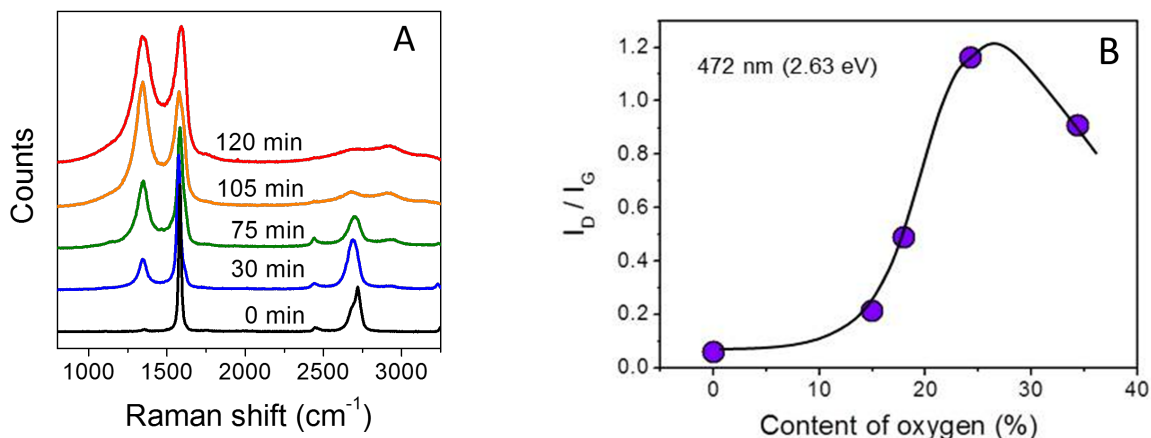 A
Counts
120 min
105 min
75 min
30 min
0 min
1000 1500 2000 2500 3000
Raman shift (cm⁻¹)
B
472 nm (2.63 eV)
I_D / I_G
1.2
1.0
0.8
0.6
0.4
0.2
0.0
0 10 20 30 40
Content of oxygen (%)